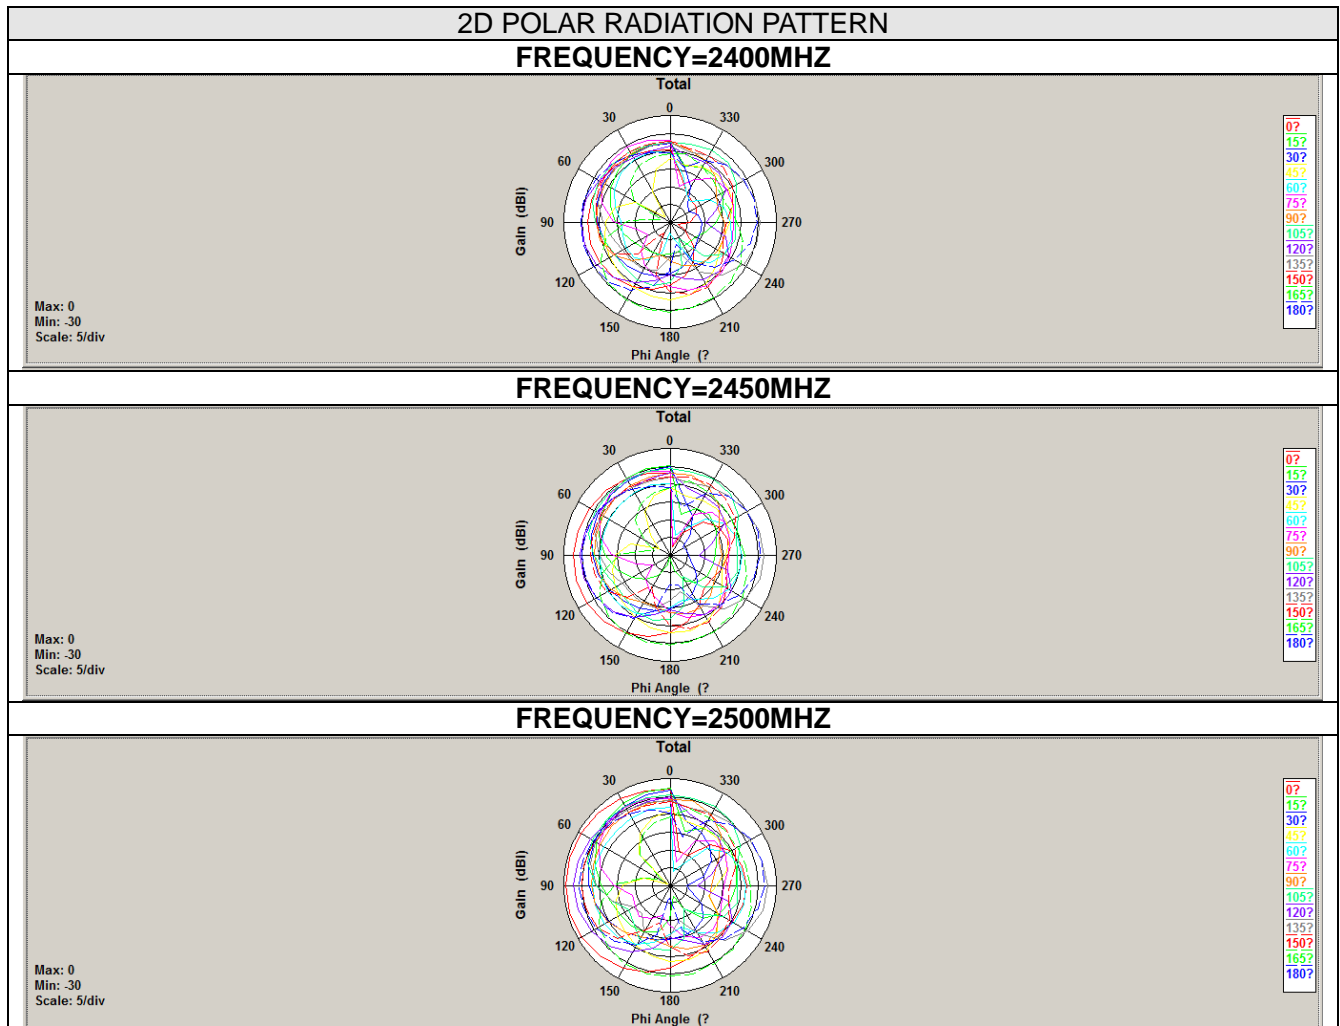 2D POLAR RADIATION PATTERN
FREQUENCY=2400MHZ
Total
0
30 330
60 300
90 270
120 240
150 210
180
Gain (dBi)
Phi Angle (?
Max: 0
Min: -30
Scale: 5/div
0?
15?
30?
45?
60?
75?
90?
105?
120?
135?
150?
165?
180?
FREQUENCY=2450MHZ
Total
0
30 330
60 300
90 270
120 240
150 210
180
Gain (dBi)
Phi Angle (?
Max: 0
Min: -30
Scale: 5/div
0?
15?
30?
45?
60?
75?
90?
105?
120?
135?
150?
165?
180?
FREQUENCY=2500MHZ
Total
0
30 330
60 300
90 270
120 240
150 210
180
Gain (dBi)
Phi Angle (?
Max: 0
Min: -30
Scale: 5/div
0?
15?
30?
45?
60?
75?
90?
105?
120?
135?
150?
165?
180?